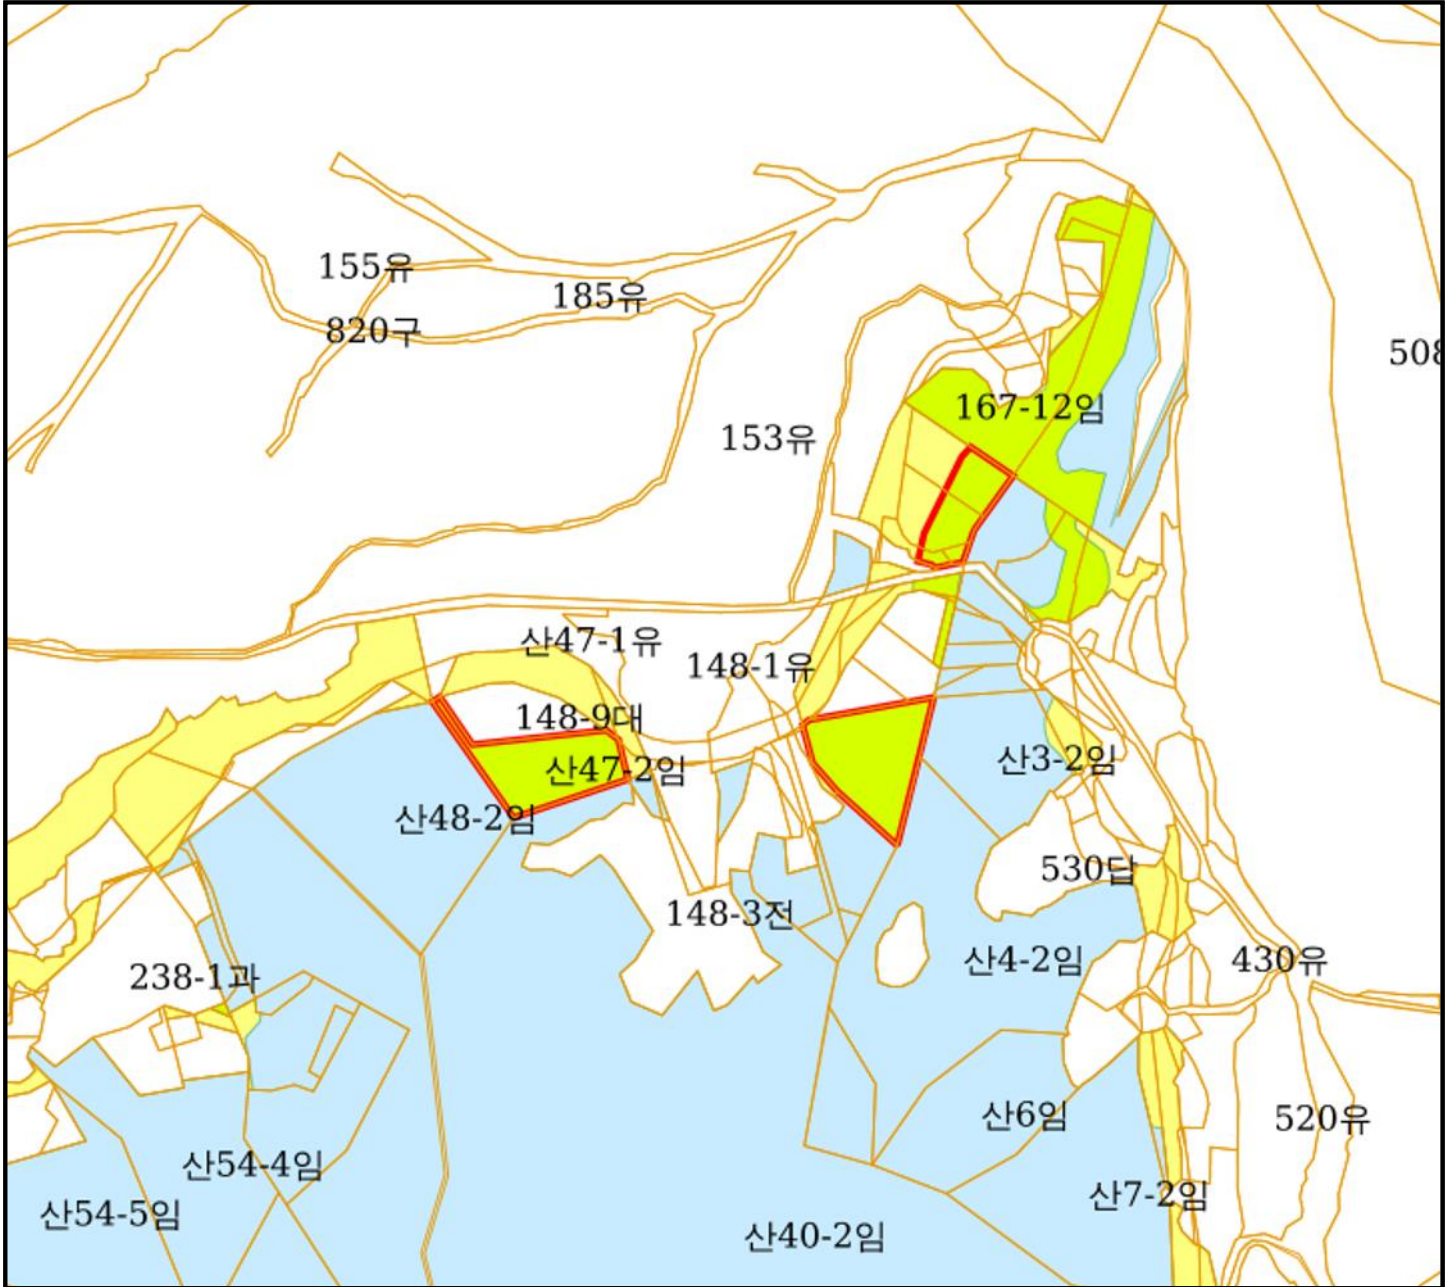 155유
185유
820구
508
167-12임
153유
산47-1유
148-1유
148-9대
산47-2임
산3-2임
산48-2임
530답
148-3전
238-1과
산4-2임
430유
산6임
520유
산54-4임
산7-2임
산54-5임
산40-2임